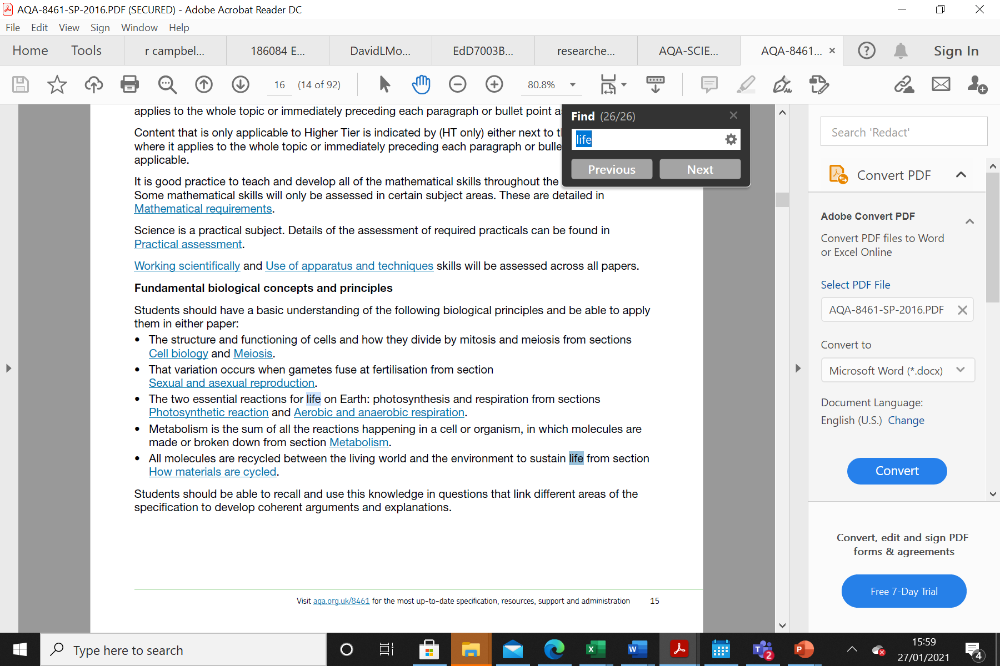 AQA-8461-SP-2016.PDF (SECURED) - Adobe Acrobat Reader DC
File Edit View Sign Window Help
Home Tools r campbel... 186084 E... DavidLMo... EdD7003B... researche... AQA-SCIE... AQA-8461... × Sign In
16 (14 of 92) 80.8%
applies to the whole topic or immediately preceding each paragraph or bullet point a
Content that is only applicable to Higher Tier is indicated by (HT only) either next to t
where it applies to the whole topic or immediately preceding each paragraph or bulle
applicable.
It is good practice to teach and develop all of the mathematical skills throughout the
Some mathematical skills will only be assessed in certain subject areas. These are detailed in
Mathematical requirements.
Science is a practical subject. Details of the assessment of required practicals can be found in
Practical assessment.
Working scientifically and Use of apparatus and techniques skills will be assessed across all papers.
Fundamental biological concepts and principles
Students should have a basic understanding of the following biological principles and be able to apply
them in either paper:
• The structure and functioning of cells and how they divide by mitosis and meiosis from sections
Cell biology and Meiosis.
• That variation occurs when gametes fuse at fertilisation from section
Sexual and asexual reproduction.
• The two essential reactions for life on Earth: photosynthesis and respiration from sections
Photosynthetic reaction and Aerobic and anaerobic respiration.
• Metabolism is the sum of all the reactions happening in a cell or organism, in which molecules are
made or broken down from section Metabolism.
• All molecules are recycled between the living world and the environment to sustain life from section
How materials are cycled.
Students should be able to recall and use this knowledge in questions that link different areas of the
specification to develop coherent arguments and explanations.
Visit aqa.org.uk/8461 for the most up-to-date specification, resources, support and administration 15
Find (26/26)
life
Previous Next
Search 'Redact'
Convert PDF
Adobe Convert PDF
Convert PDF files to Word
or Excel Online
Select PDF File
AQA-8461-SP-2016.PDF
Convert to
Microsoft Word (*.docx)
Document Language:
English (U.S.) Change
Convert
Convert, edit and sign PDF
forms & agreements
Free 7-Day Trial
Type here to search
2
15:59
27/01/2021
4